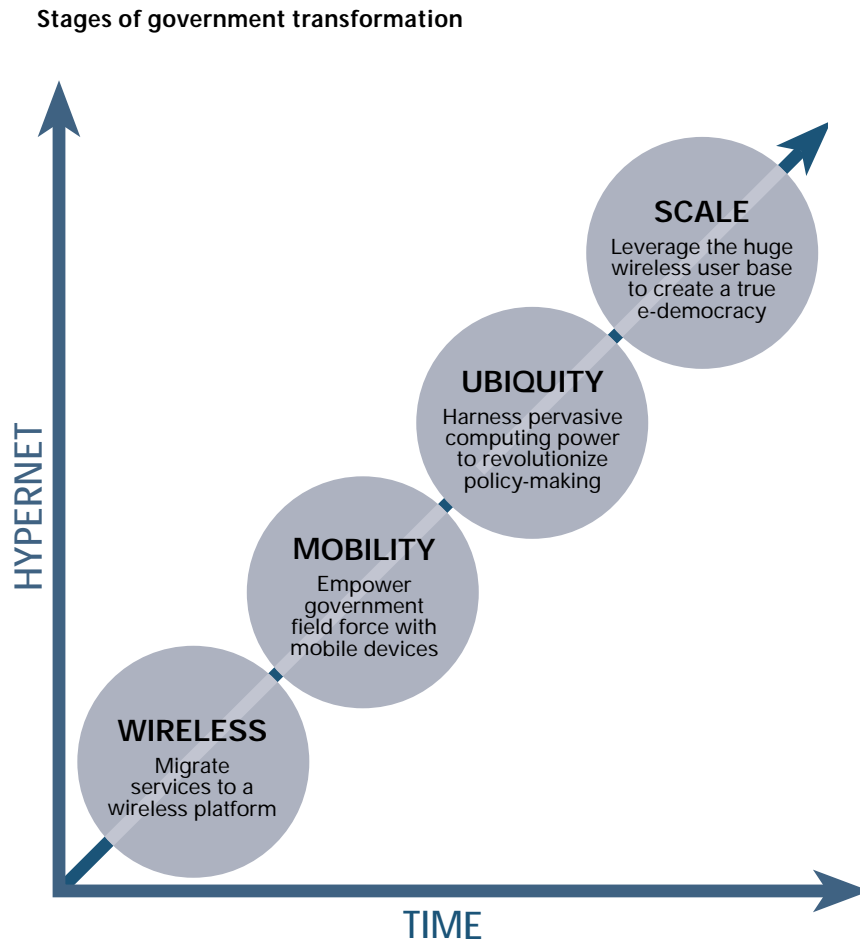 Stages of government transformation
SCALE
Leverage the huge
wireless user base
to create a true
e-democracy
UBIQUITY
Harness pervasive
computing power
to revolutionize
policy-making
MOBILITY
Empower
government
field force with
mobile devices
WIRELESS
Migrate
services to a
wireless platform
HYPERNET
TIME